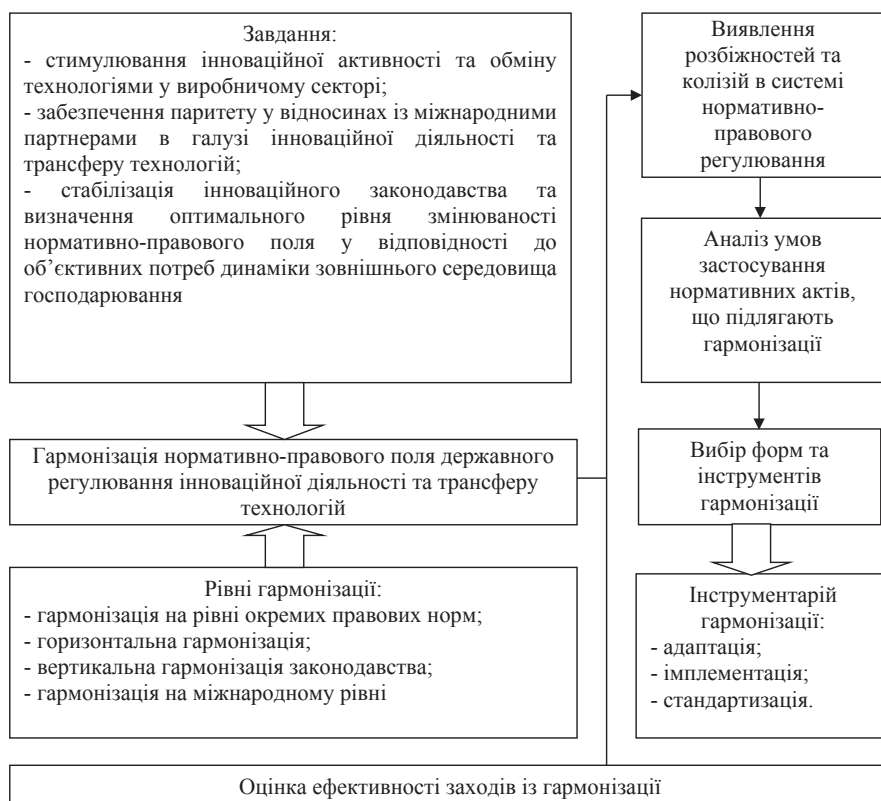 Завдання:
- стимулювання інноваційної активності та обміну
технологіями у виробничому секторі;
- забезпечення паритету у відносинах із міжнародними
партнерами в галузі інноваційної діяльності та
трансферу технологій;
- стабілізація інноваційного законодавства та
визначення оптимального рівня змінюваності
нормативно-правового поля у відповідності до
об’єктивних потреб динаміки зовнішнього середовища
господарювання
Гармонізація нормативно-правового поля державного
регулювання інноваційної діяльності та трансферу
технологій
Рівні гармонізації:
- гармонізація на рівні окремих правових норм;
- горизонтальна гармонізація;
- вертикальна гармонізація законодавства;
- гармонізація на міжнародному рівні
Виявлення
розбіжностей та
колізій в системі
нормативно-
правового
регулювання
Аналіз умов
застосування
нормативних актів,
що підлягають
гармонізації
Вибір форм та
інструментів
гармонізації
Інструментарій
гармонізації:
- адаптація;
- імплементація;
- стандартизація.
Оцінка ефективності заходів із гармонізації